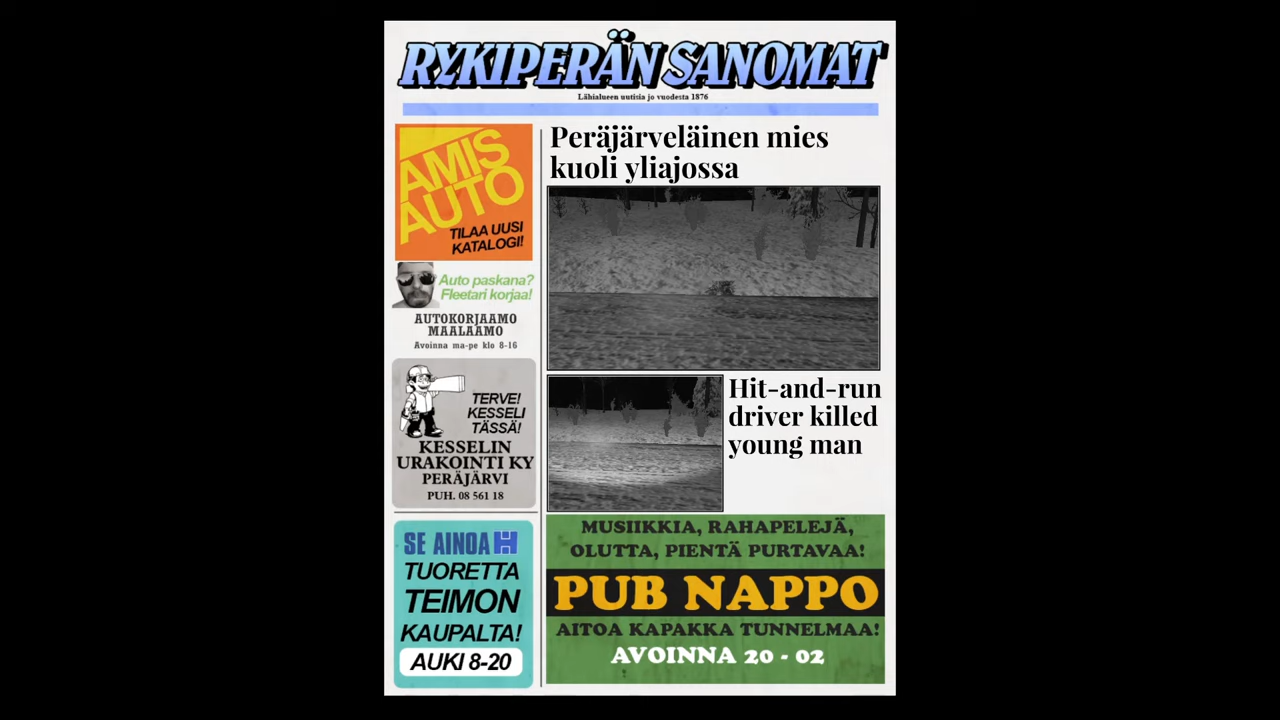 RYKIPERÄN SANOMAT
Lähialueen uutisia jo vuodesta 1876
AMIS
AUTO
TILAA UUSI
KATALOGI!
Auto paskana?
Fleetari korjaa!
AUTOKORJAAMO
MAALAAMO
Avoinna ma-pe klo 8-16
TERVE!
KESSELI
TÄSSÄ!
KESSELIN
URAKOINTI KY
PERÄJÄRVI
PUH. 08 561 18
SE AINOA H
TUORETTA
TEIMON
KAUPALTA!
AUKI 8-20
Peräjärveläinen mies
kuoli yliajossa
Hit-and-run
driver killed
young man
MUSIIKKIA, RAHAPELEJÄ,
OLUTTA, PIENTÄ PURTAVAA!
PUB NAPPO
AITOA KAPAKKA TUNNELMAA!
AVOINNA 20 - 02